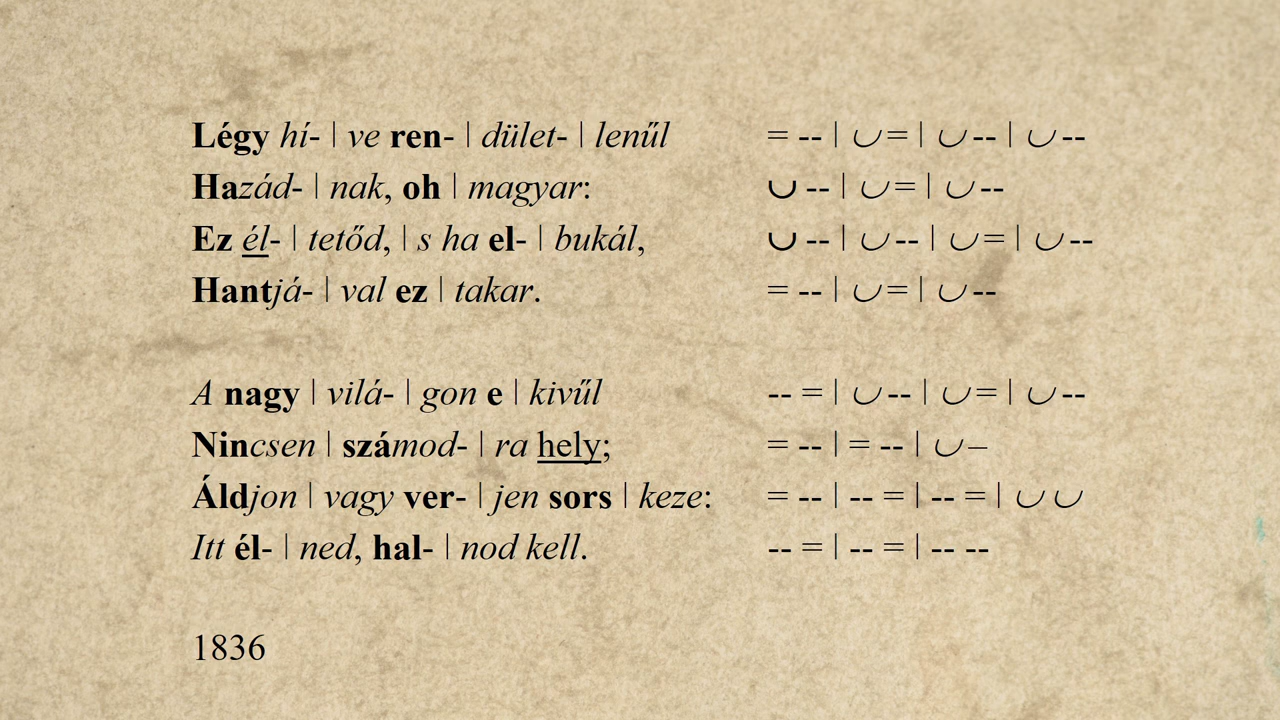 Légy hí- | ve ren- | dület- | lenűl = -- | ∪ = | ∪ -- | ∪ --
Hazád- | nak, oh | magyar: ∪ -- | ∪ = | ∪ --
Ez él- | tetőd, | s ha el- | bukál, ∪ -- | ∪ -- | ∪ = | ∪ --
Hantjá- | val ez | takar. = -- | ∪ = | ∪ --
A nagy | vilá- | gon e | kivűl -- = | ∪ -- | ∪ = | ∪ --
Nincsen | számod- | ra hely; = -- | = -- | ∪ –
Áldjon | vagy ver- | jen sors | keze: = -- | -- = | -- = | ∪ ∪
Itt él- | ned, hal- | nod kell. -- = | -- = | -- --
1836